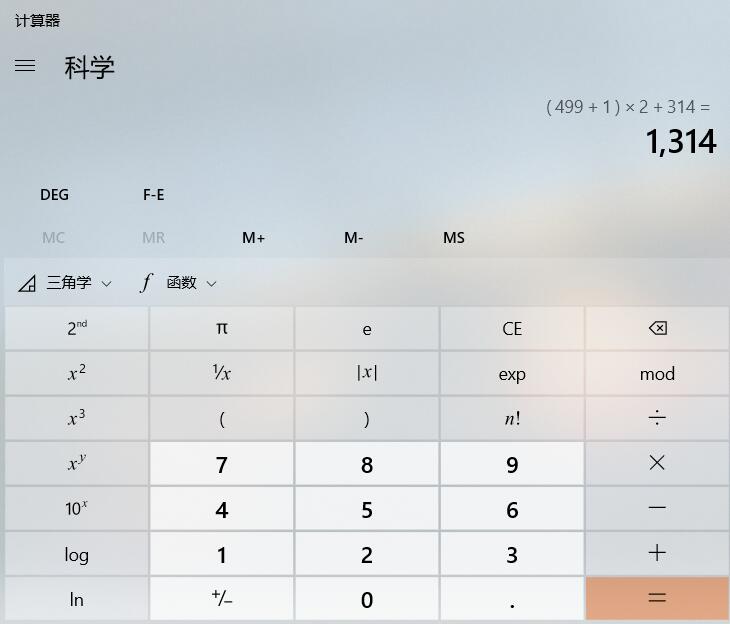 计算器
科学
( 499 + 1 ) × 2 + 314 =
1,314
DEG F-E
MC MR M+ M- MS
三角学 f 函数
2ⁿᵈ π e CE
x² ¹⁄x |x| exp mod
x³ ( ) n! ÷
xʸ 7 8 9 ×
10ˣ 4 5 6 −
log 1 2 3 +
ln +/− 0 . =